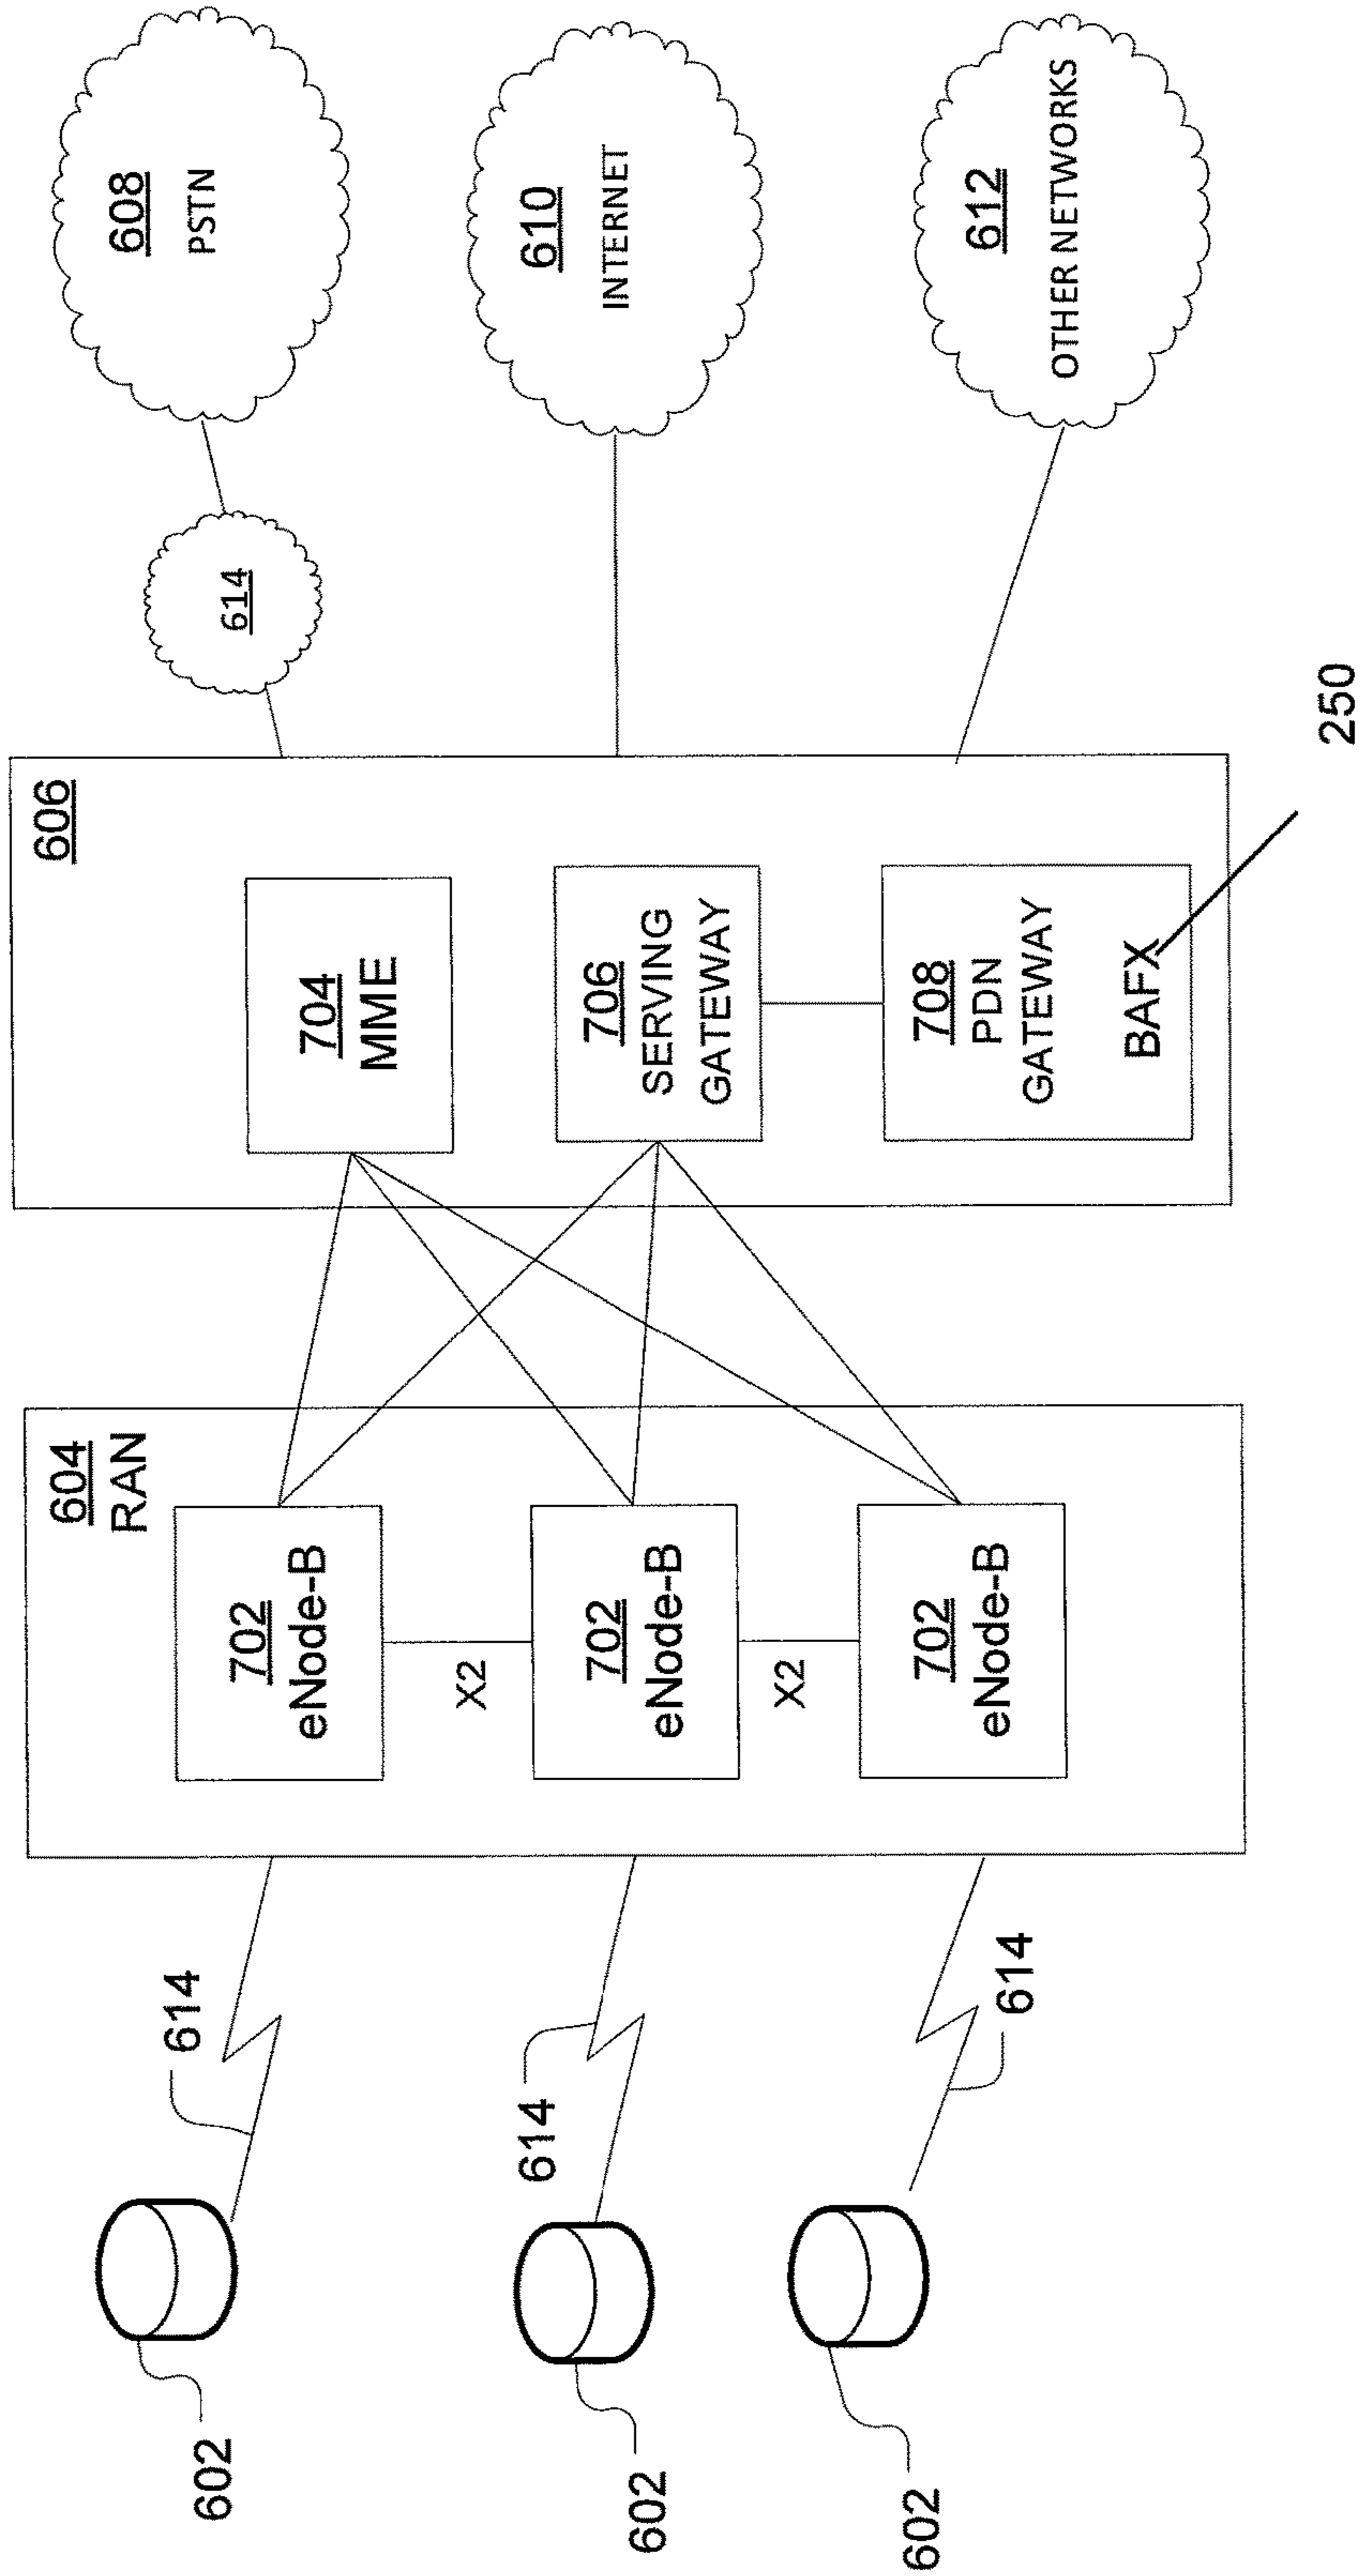 602
614
602
614
602
614
604
RAN
702
eNode-B
X2
702
eNode-B
X2
702
eNode-B
606
704
MME
706
SERVING
GATEWAY
708
PDN
GATEWAY
BAFX
250
614
608
PSTN
610
INTERNET
612
OTHER NETWORKS